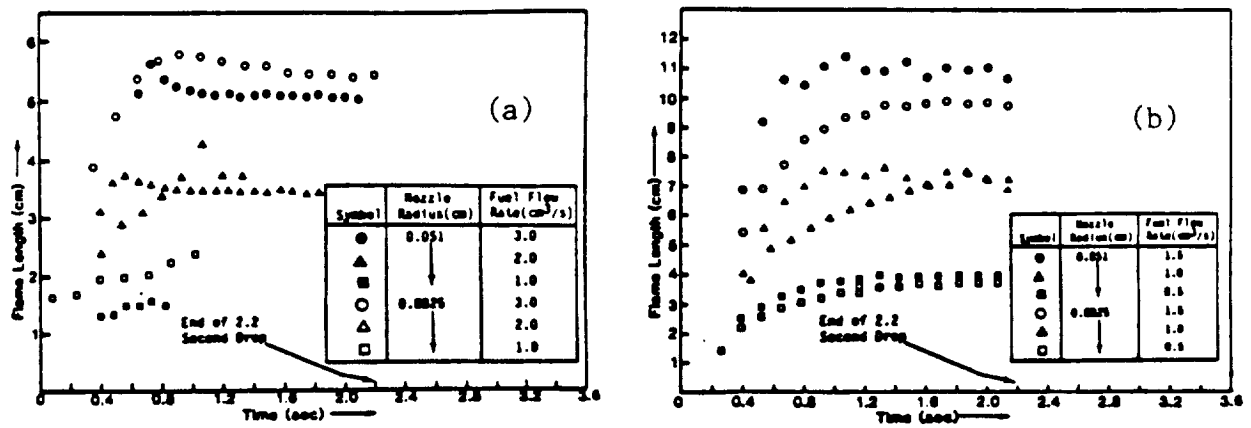 (a)
Flame Length (cm)
6
5
4
3
2
1
0 0.4 0.8 1.2 1.6 2.0 2.4 2.8 3.2 3.6
Time (sec)
End of 2.2
Second Drop
Symbol Nozzle Radius(cm) Fuel Flow Rate(cm³/s)
● 0.051 3.0
▲ 2.0
■ 1.0
○ 3.0
△ 2.0
□ 1.0
(b)
Flame Length (cm)
12
11
10
9
8
7
6
5
4
3
2
1
0 0.4 0.8 1.2 1.6 2.0 2.4 2.8 3.2 3.6
Time (sec)
End of 2.2
Second Drop
Symbol Nozzle Radius(cm) Fuel Flow Rate(cm³/s)
0.051 1.5
1.0
0.5
1.5
1.0
0.5